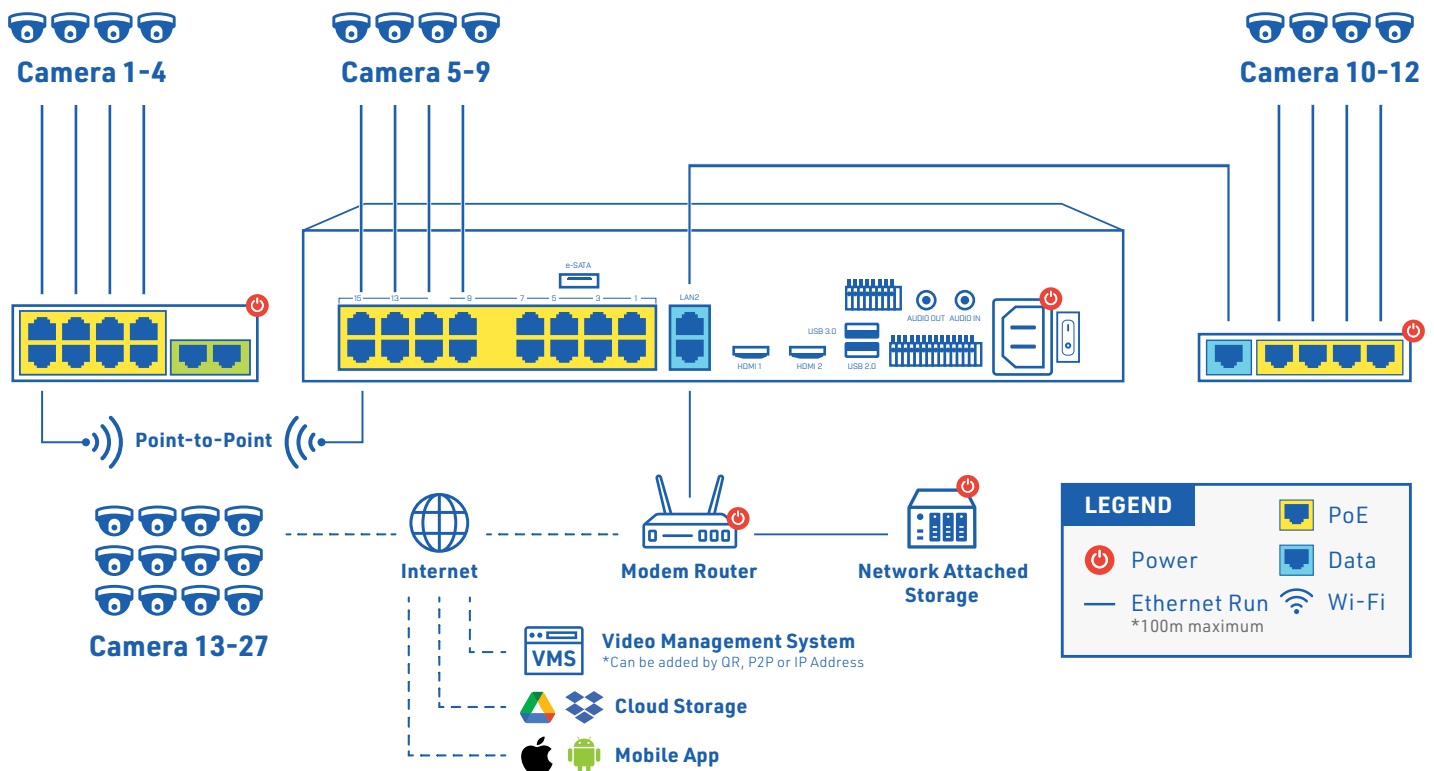 Camera 1-4
Camera 5-9
Camera 10-12
e-SATA
15
13
9
7
5
3
1
LAN2
AUDIO OUT
AUDIO IN
USB 3.0
HDMI 1
HDMI 2
USB 2.0
Point-to-Point
Internet
Modem Router
Network Attached
Storage
Camera 13-27
VMS
Video Management System
*Can be added by QR, P2P or IP Address
Cloud Storage
Mobile App
LEGEND
PoE
Power
Data
Ethernet Run
*100m maximum
Wi-Fi